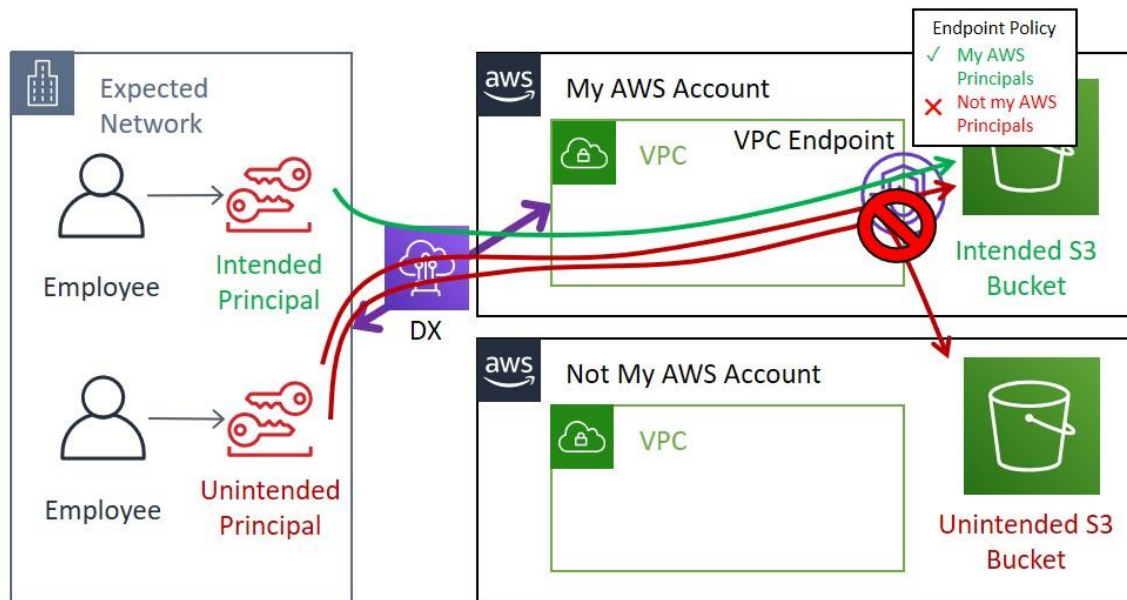 Endpoint Policy
✓ My AWS
Principals
✕ Not my AWS
Principals
Expected
Network
aws
My AWS Account
VPC Endpoint
VPC
Employee
Intended
Principal
DX
Intended S3
Bucket
aws
Not My AWS Account
VPC
Employee
Unintended
Principal
Unintended S3
Bucket